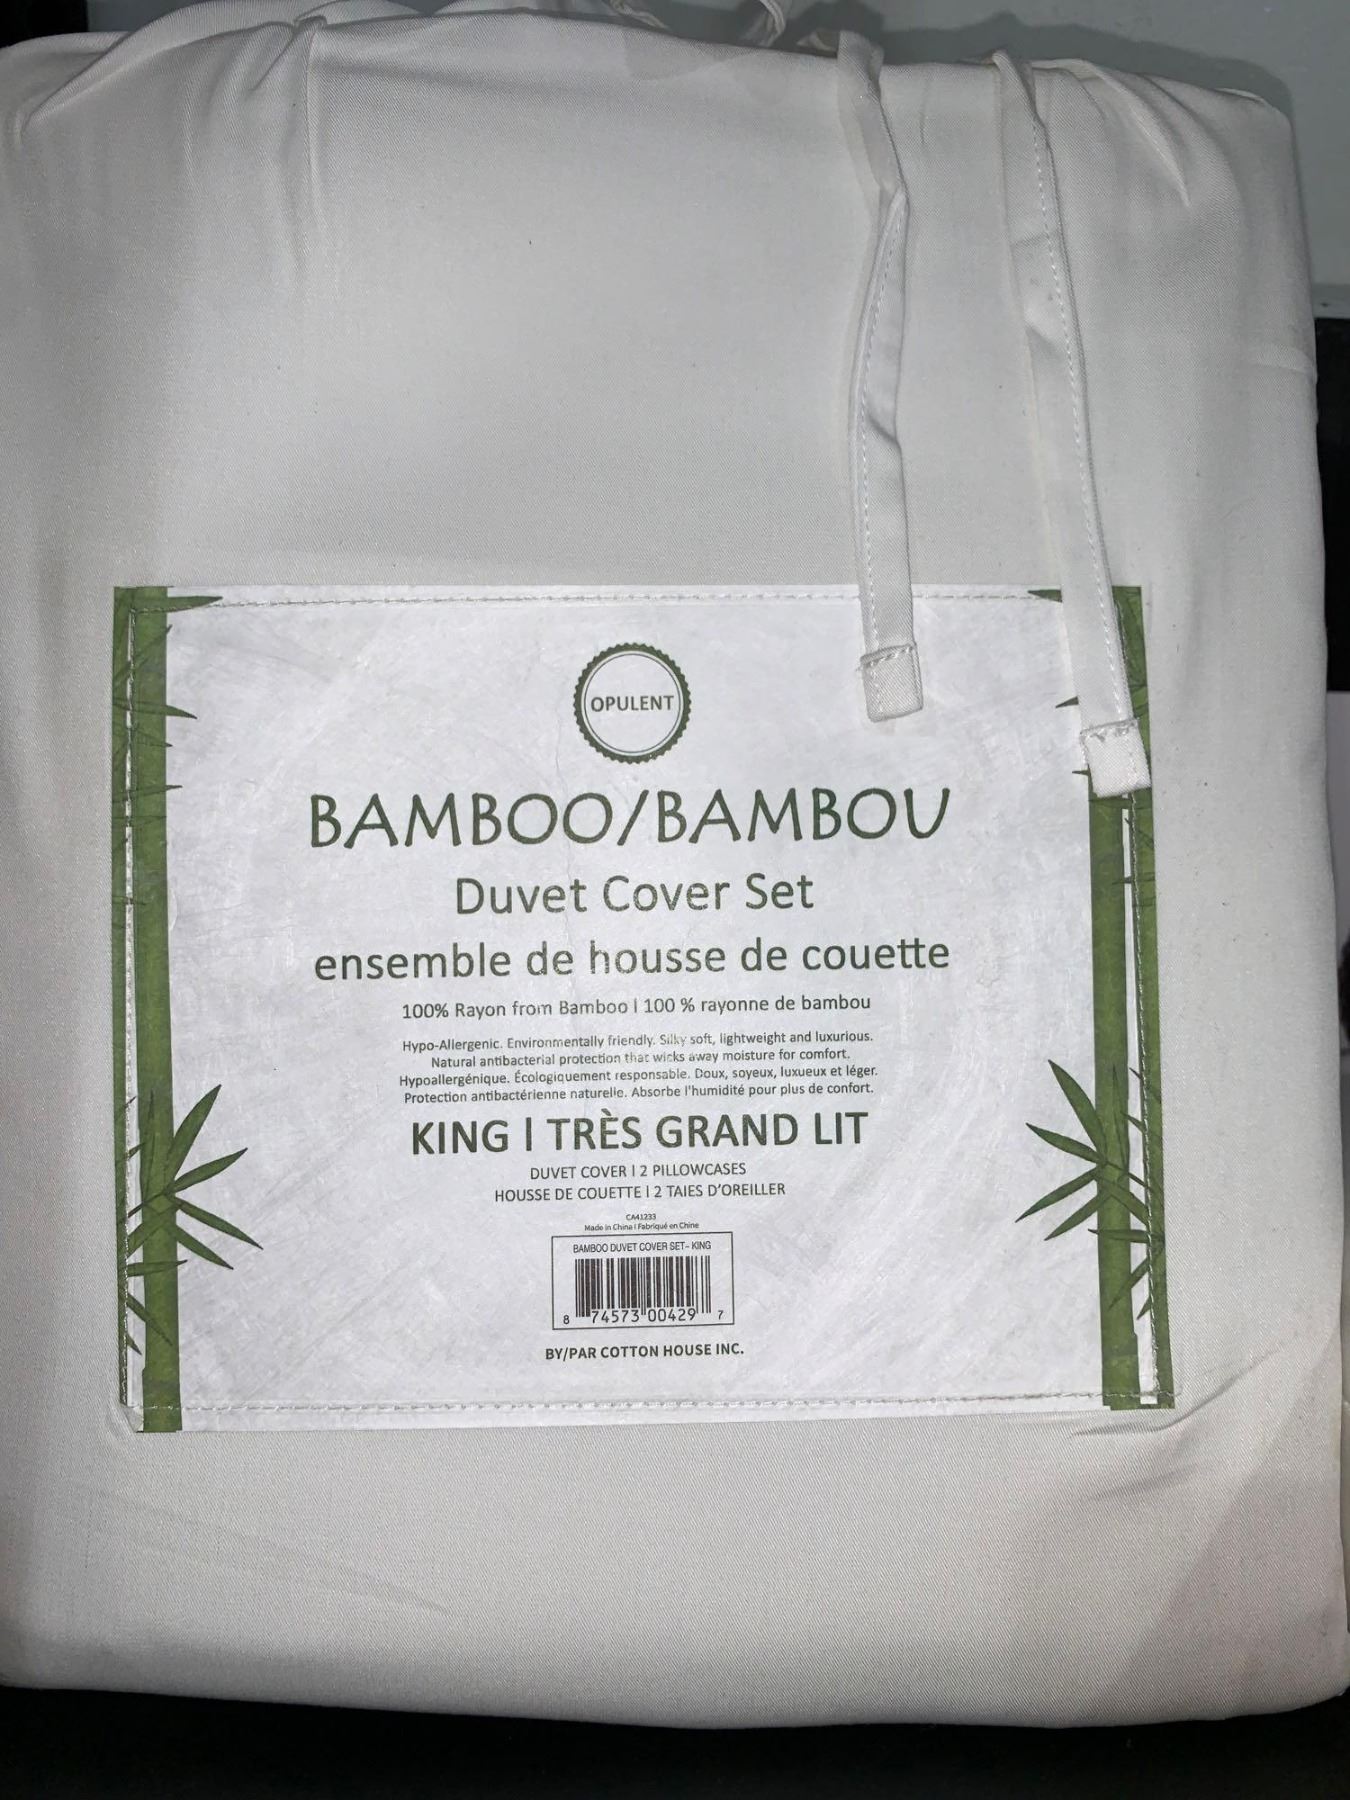 OPULENT
BAMBOO/BAMBOU
Duvet Cover Set
ensemble de housse de couette
100% Rayon from Bamboo | 100 % rayonne de bambou
Hypo-Allergenic. Environmentally friendly. Silky soft, lightweight and luxurious.
Natural antibacterial protection that wicks away moisture for comfort.
Hypoallergénique. Écologiquement responsable. Doux, soyeux, luxueux et léger.
Protection antibactérienne naturelle. Absorbe l'humidité pour plus de confort.
KING | TRÈS GRAND LIT
DUVET COVER | 2 PILLOWCASES
HOUSSE DE COUETTE | 2 TAIES D'OREILLER
CA41233
Made in China | Fabriqué en Chine
BAMBOO DUVET COVER SET- KING
8 74573 00429 7
BY/PAR COTTON HOUSE INC.